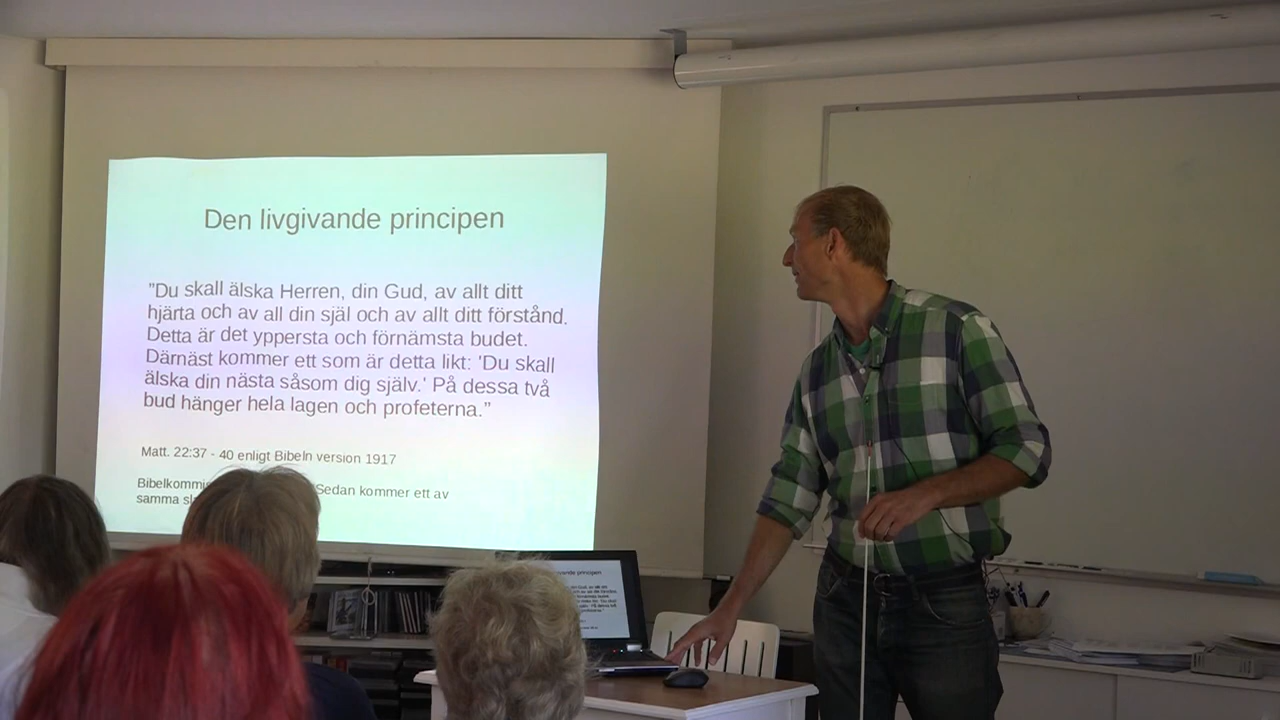 Den livgivande principen
”Du skall älska Herren, din Gud, av allt ditt
hjärta och av all din själ och av allt ditt förstånd.
Detta är det yppersta och förnämsta budet.
Därnäst kommer ett som är detta likt: 'Du skall
älska din nästa såsom dig själv.' På dessa två
bud hänger hela lagen och profeterna.”
Matt. 22:37 - 40 enligt Bibeln version 1917
Sedan kommer ett av
samma